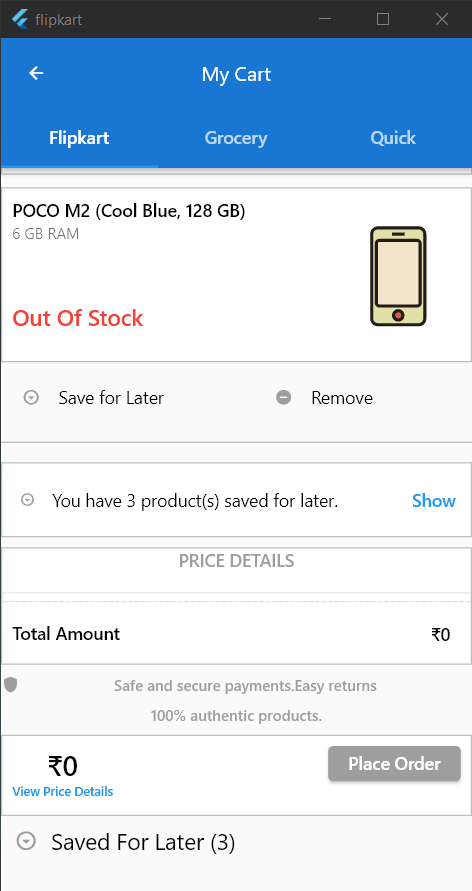 flipkart
My Cart
Flipkart Grocery Quick
POCO M2 (Cool Blue, 128 GB)
6 GB RAM
Out Of Stock
Save for Later Remove
You have 3 product(s) saved for later. Show
PRICE DETAILS
Total Amount ₹0
Safe and secure payments.Easy returns
100% authentic products.
₹0 Place Order
View Price Details
Saved For Later (3)